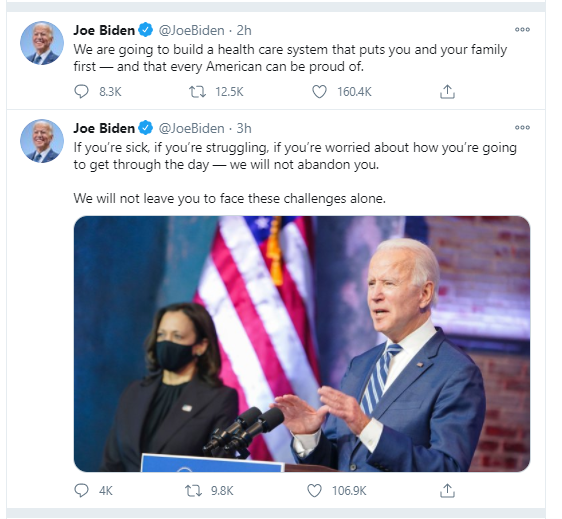 Joe Biden @JoeBiden · 2h
We are going to build a health care system that puts you and your family
first — and that every American can be proud of.
8.3K 12.5K 160.4K
Joe Biden @JoeBiden · 3h
If you're sick, if you're struggling, if you're worried about how you're going
to get through the day — we will not abandon you.
We will not leave you to face these challenges alone.
4K 9.8K 106.9K